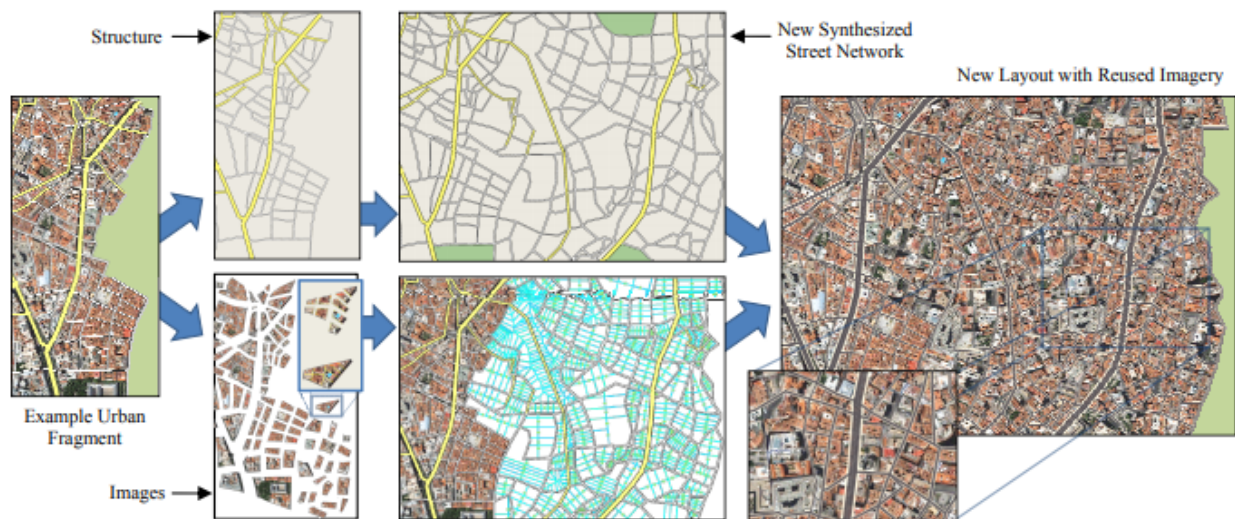 Structure
New Synthesized
Street Network
New Layout with Reused Imagery
Example Urban
Fragment
Images